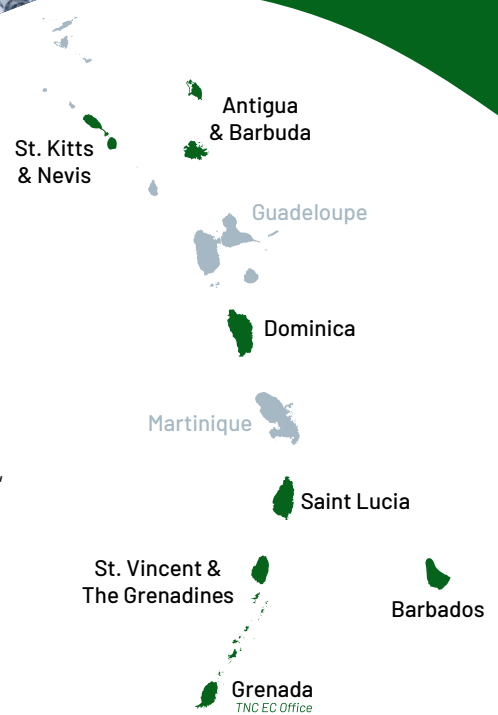 Antigua
& Barbuda
St. Kitts
& Nevis
Guadeloupe
Dominica
Martinique
Saint Lucia
St. Vincent &
The Grenadines
Barbados
Grenada
TNC EC Office